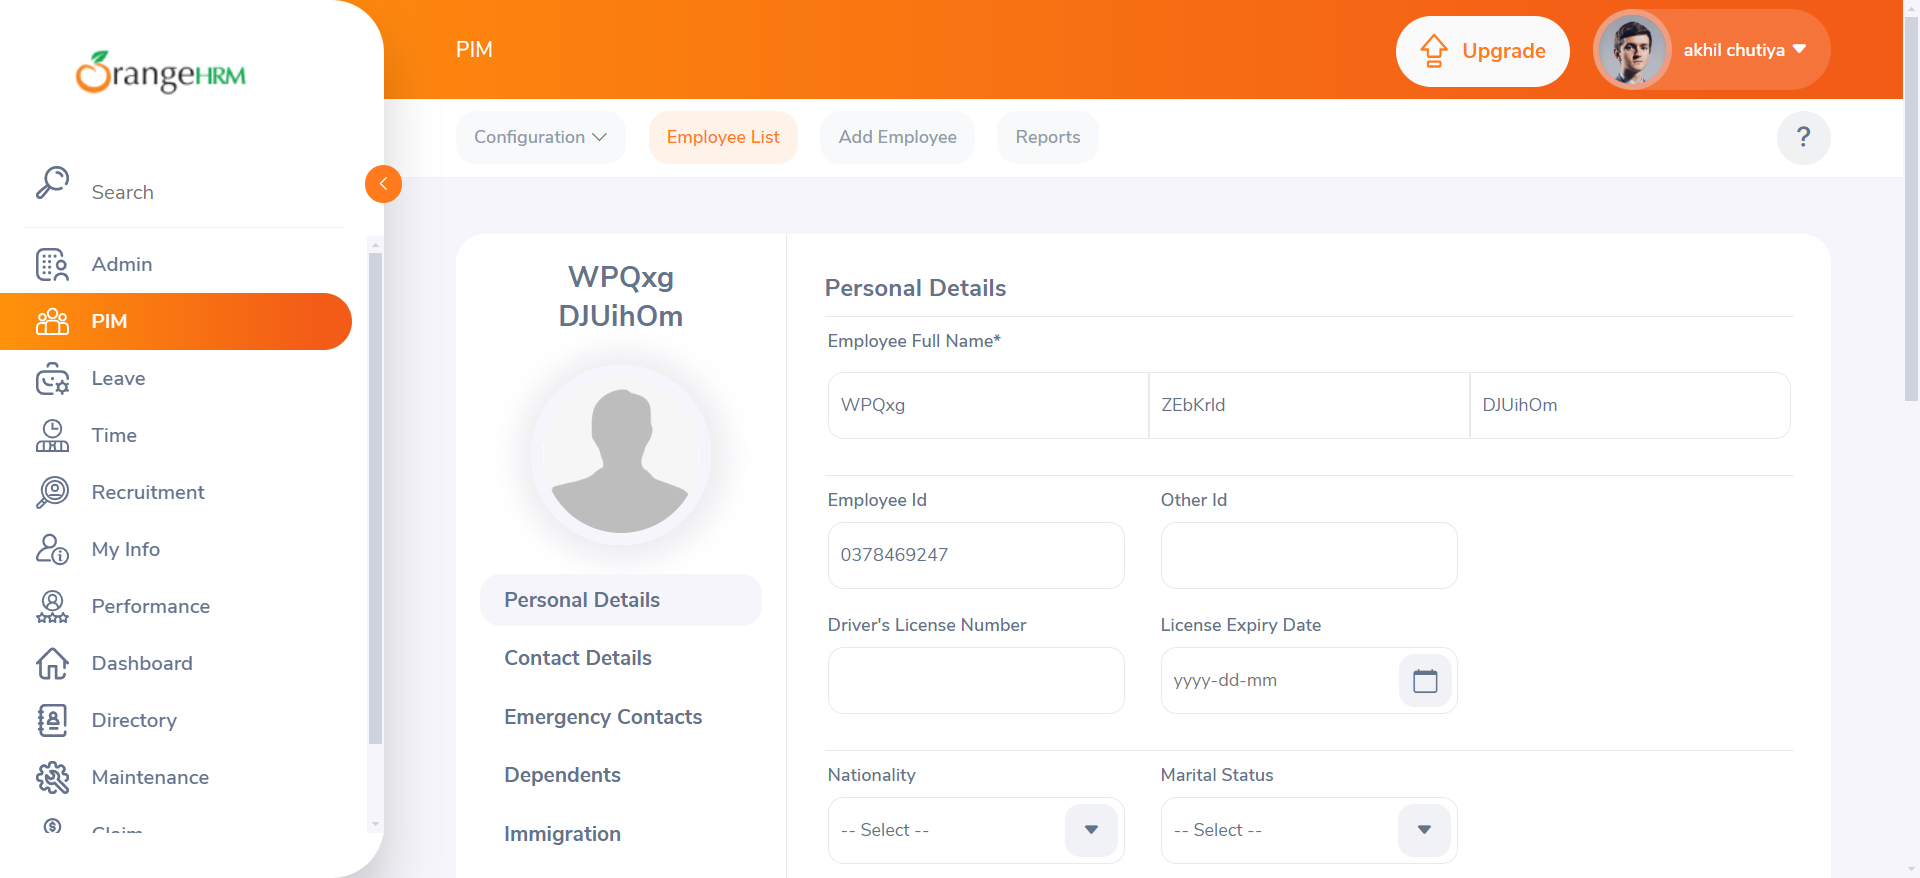 OrangeHRM
PIM
Upgrade
akhil chutiya
Configuration
Employee List
Add Employee
Reports
?
Search
Admin
PIM
Leave
Time
Recruitment
My Info
Performance
Dashboard
Directory
Maintenance
Claim
WPQxg
DJUihOm
Personal Details
Contact Details
Emergency Contacts
Dependents
Immigration
Personal Details
Employee Full Name*
WPQxg ZEbKrld DJUihOm
Employee Id Other Id
0378469247
Driver's License Number License Expiry Date
yyyy-dd-mm
Nationality Marital Status
-- Select -- -- Select --